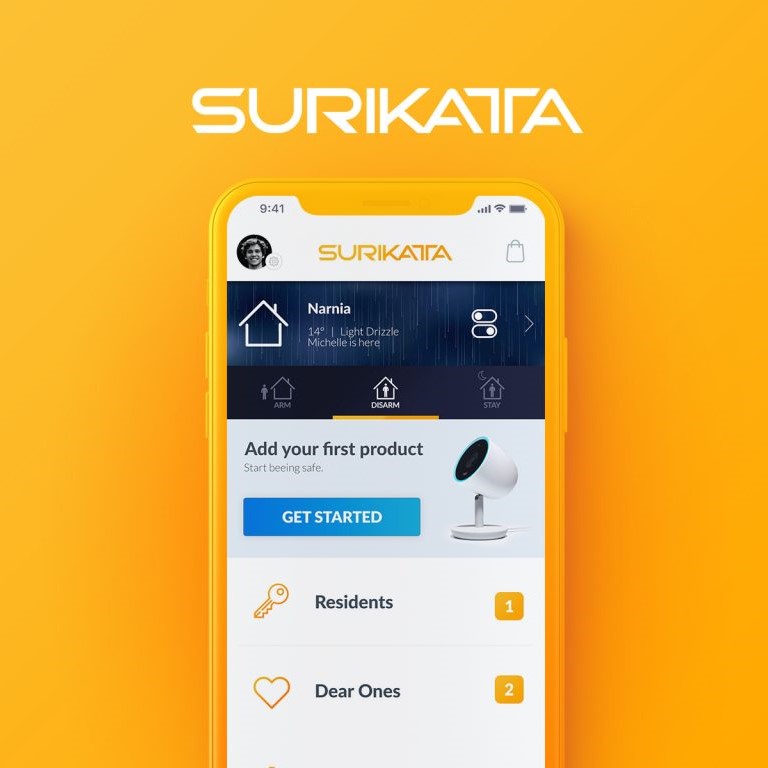 SURIKATA
9:41
SURIKATA
Narnia
14° | Light Drizzle
Michelle is here
ARM
DISARM
STAY
Add your first product
Start beeing safe.
GET STARTED
Residents
1
Dear Ones
2